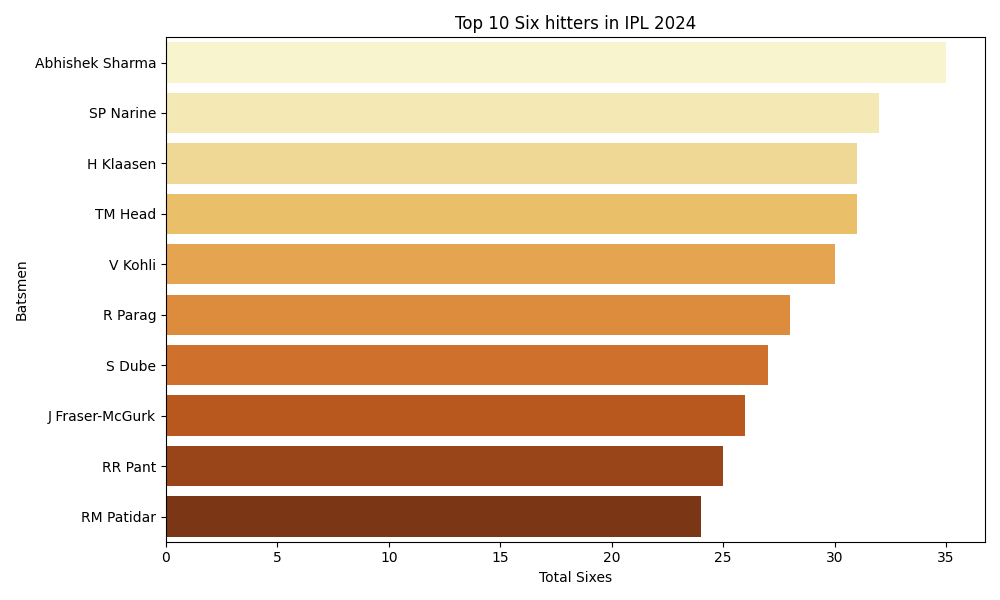 Top 10 Six hitters in IPL 2024
Batsmen
Abhishek Sharma
SP Narine
H Klaasen
TM Head
V Kohli
R Parag
S Dube
J Fraser-McGurk
RR Pant
RM Patidar
0 5 10 15 20 25 30 35
Total Sixes